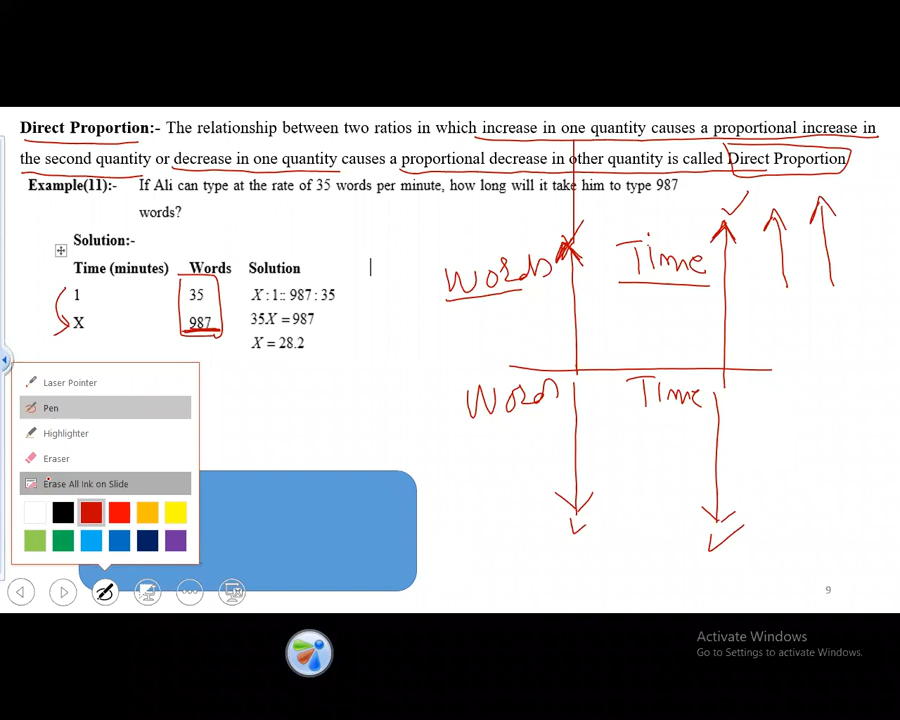 Direct Proportion:- The relationship between two ratios in which increase in one quantity causes a proportional increase in
the second quantity or decrease in one quantity causes a proportional decrease in other quantity is called Direct Proportion.
Example(11):- If Ali can type at the rate of 35 words per minute, how long will it take him to type 987
words?
Solution:-
Time (minutes) Words Solution
1 35 X : 1 :: 987 : 35
X 987 35X = 987
X = 28.2
Words Time
Word Time
Laser Pointer
Pen
Highlighter
Eraser
Erase All Ink on Slide
9
Activate Windows
Go to Settings to activate Windows.